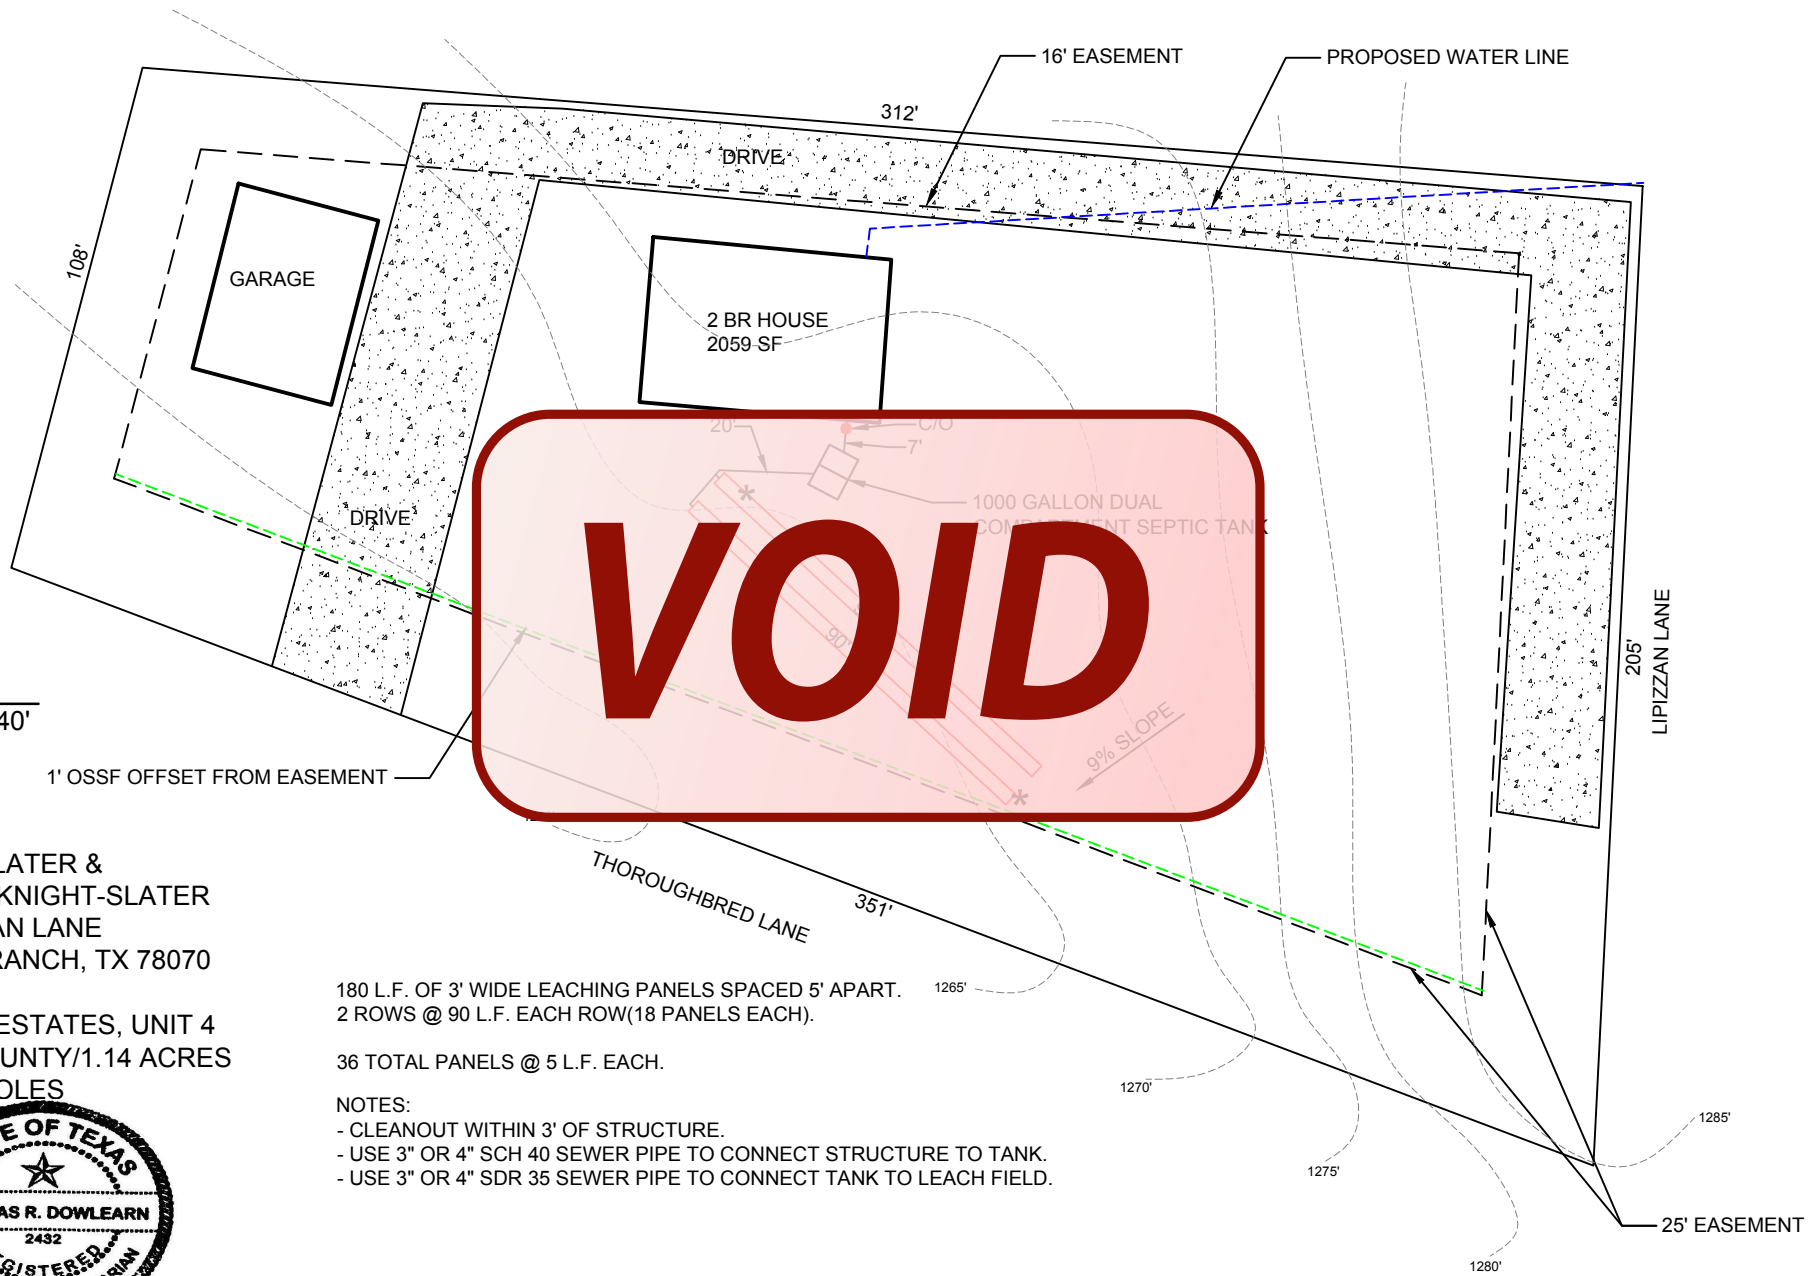 16' EASEMENT
PROPOSED WATER LINE
312'
DRIVE
108'
GARAGE
2 BR HOUSE
2059 SF
20'
C/O
7'
1000 GALLON DUAL
COMPARTMENT SEPTIC TANK
*
DRIVE
VOID
90'
205'
LIPIZZAN LANE
40'
9% SLOPE
1' OSSF OFFSET FROM EASEMENT
*
THOROUGHBRED LANE
351'
LATER &
KNIGHT-SLATER
AN LANE
RANCH, TX 78070
ESTATES, UNIT 4
UNTY/1.14 ACRES
OLES
180 L.F. OF 3' WIDE LEACHING PANELS SPACED 5' APART.
2 ROWS @ 90 L.F. EACH ROW(18 PANELS EACH).
36 TOTAL PANELS @ 5 L.F. EACH.
NOTES:
- CLEANOUT WITHIN 3' OF STRUCTURE.
- USE 3" OR 4" SCH 40 SEWER PIPE TO CONNECT STRUCTURE TO TANK.
- USE 3" OR 4" SDR 35 SEWER PIPE TO CONNECT TANK TO LEACH FIELD.
1265'
1270'
1275'
1280'
1285'
25' EASEMENT
E OF TEXAS
AS R. DOWLEARN
2432
GISTERED
RIAN